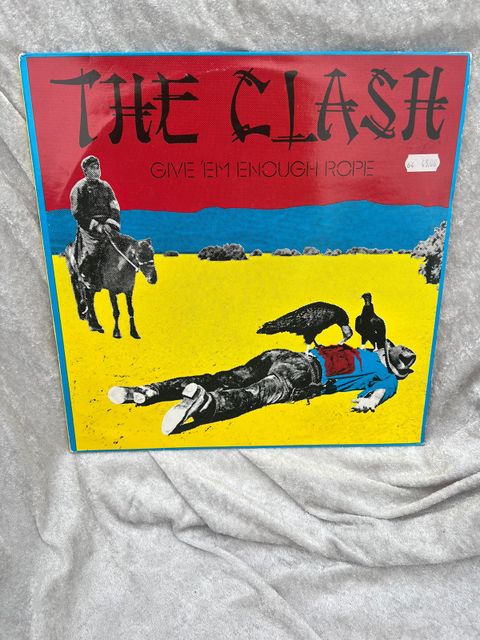 THE CLASH
GIVE 'EM ENOUGH ROPE